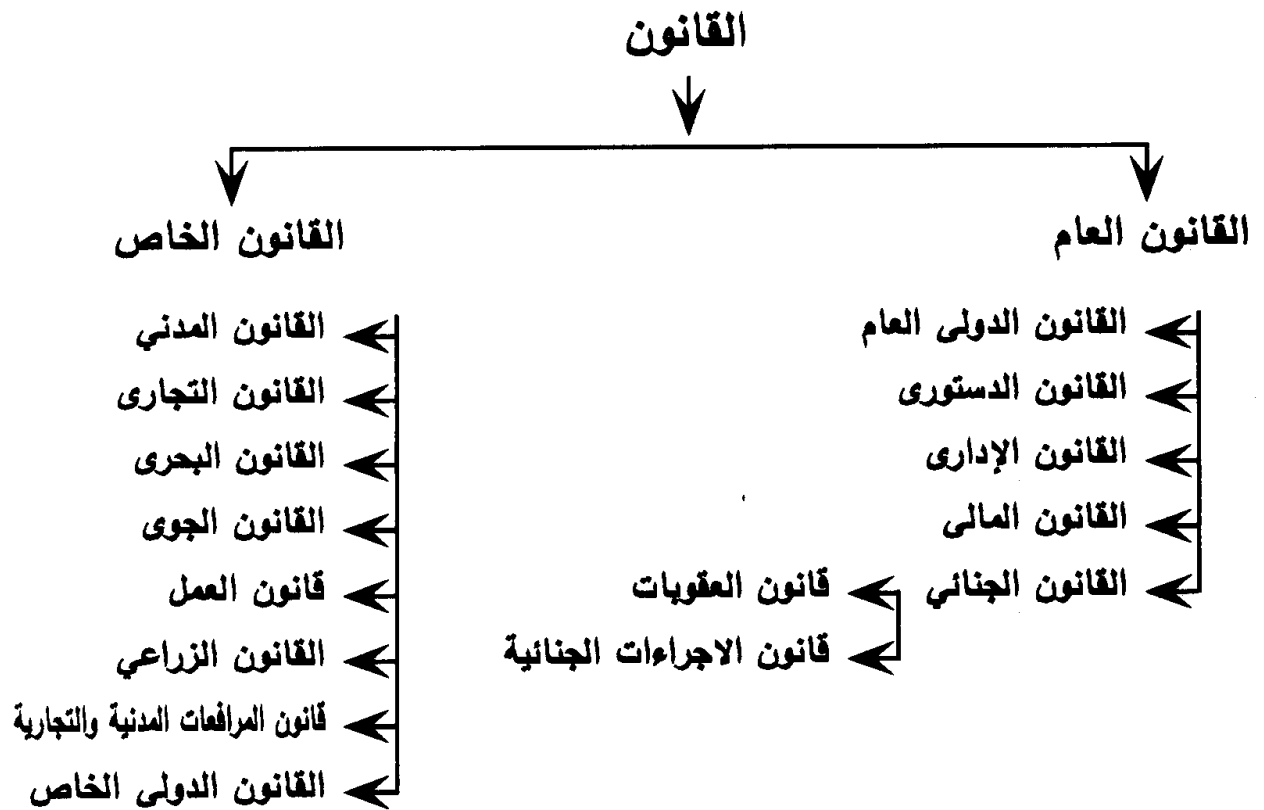 القانون
القانون العام
القانون الخاص
القانون الدولى العام
القانون الدستورى
القانون الإدارى
القانون المالى
القانون الجنائي
قانون العقوبات
قانون الاجراءات الجنائية
القانون المدني
القانون التجارى
القانون البحرى
القانون الجوى
قانون العمل
القانون الزراعي
قانون المرافعات المدنية والتجارية
القانون الدولى الخاص